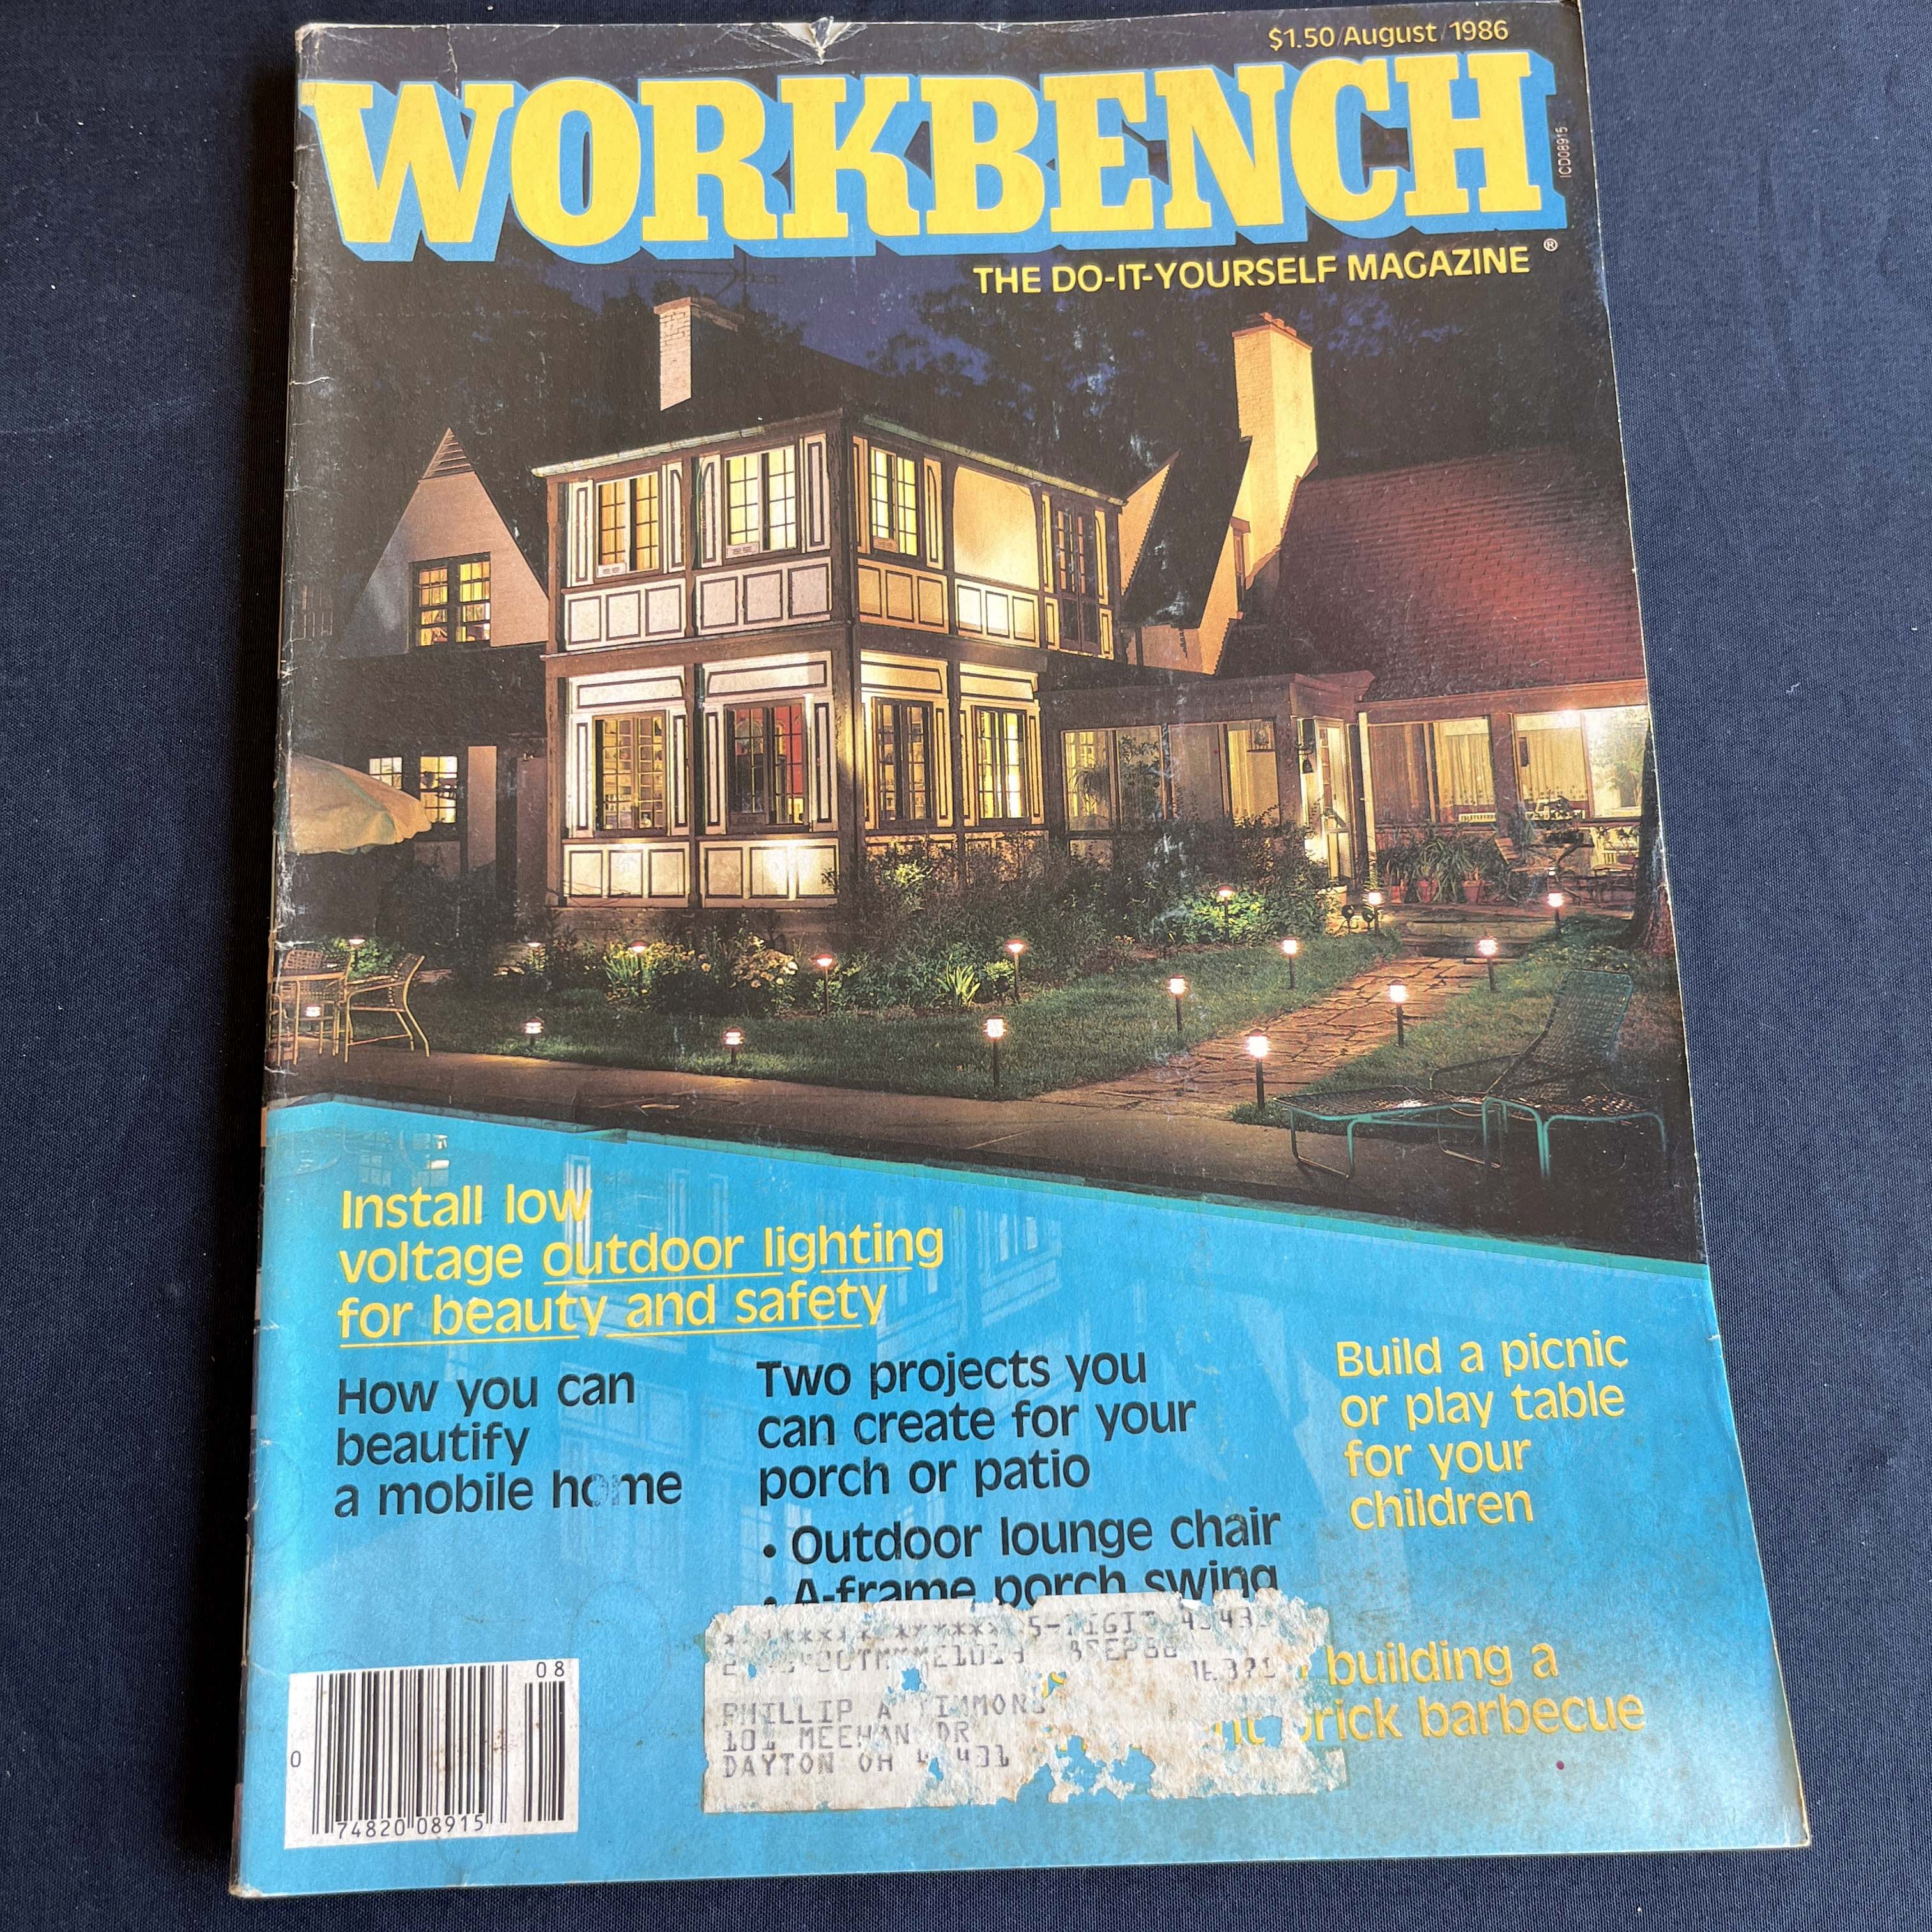 $1.50/August/1986
WORKBENCH
ICD08915
®
THE DO-IT-YOURSELF MAGAZINE
Install low
voltage outdoor lighting
for beauty and safety
How you can
beautify
a mobile home
Two projects you
can create for your
porch or patio
• Outdoor lounge chair
• A-frame porch swing
Build a picnic
or play table
for your
children
building a
brick barbecue
PHILLIP A
101 MEEHAN DR
DAYTON OH
08
0
74820 08915